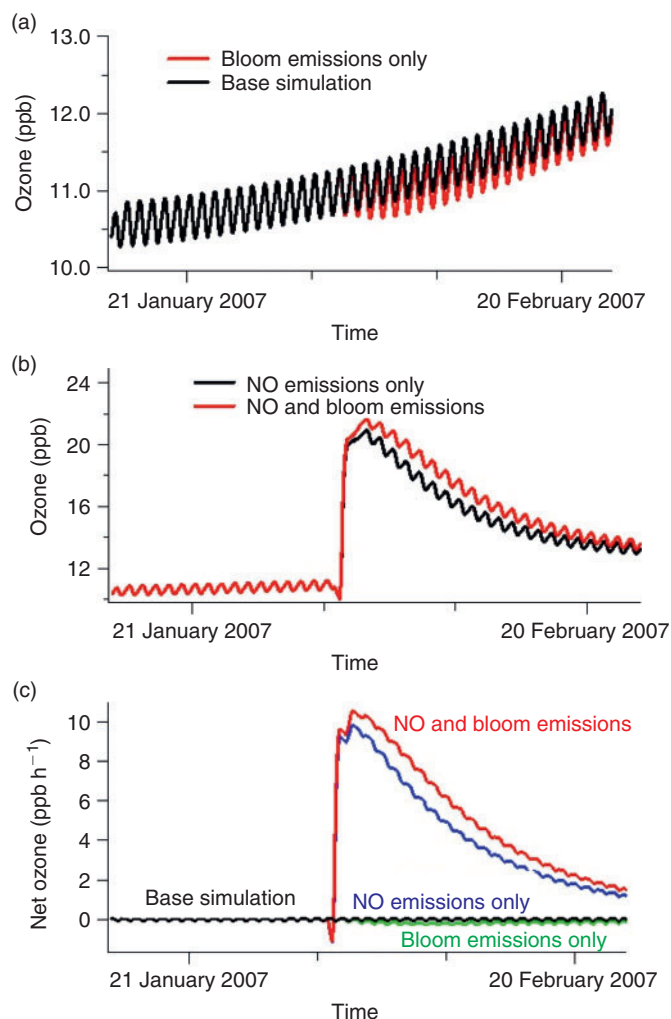 (a)
13.0
12.0
11.0
10.0
Ozone (ppb)
Bloom emissions only
Base simulation
21 January 2007
20 February 2007
Time
(b)
24
20
16
12
Ozone (ppb)
NO emissions only
NO and bloom emissions
21 January 2007
20 February 2007
Time
(c)
10
8
6
4
2
0
Net ozone (ppb h⁻¹)
NO and bloom emissions
Base simulation
NO emissions only
Bloom emissions only
21 January 2007
20 February 2007
Time